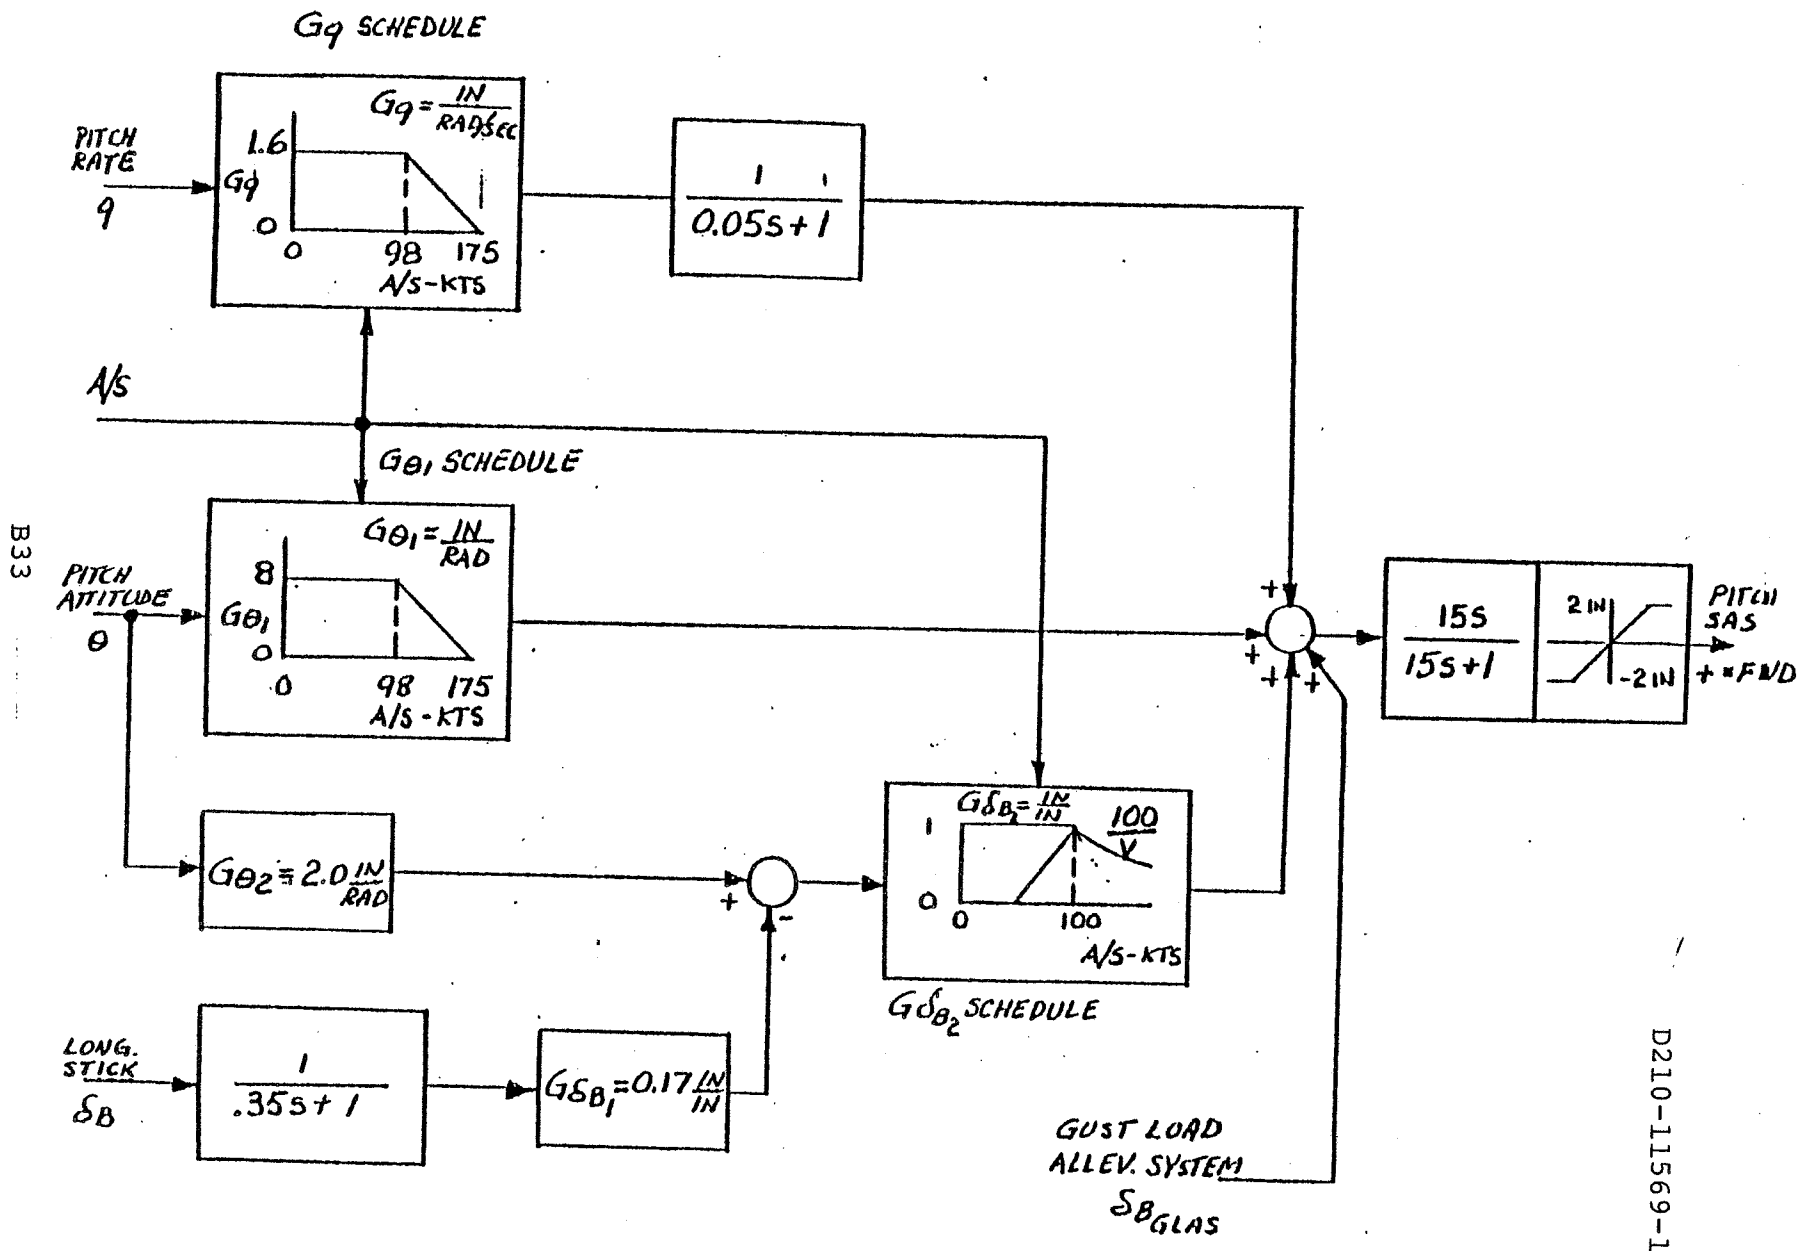 Gq SCHEDULE
Gq = IN / RAD/SEC
1.6
Gq
0
0 98 175
A/S-KTS
PITCH
RATE
q
1
0.05s+1
A/S
Gθ1 SCHEDULE
Gθ1 = IN / RAD
8
Gθ1
0
0 98 175
A/S-KTS
PITCH
ATTITUDE
θ
Gθ2 = 2.0 IN / RAD
+
-
LONG.
STICK
δB
1
.35s+1
GδB1 = 0.17 IN / IN
GδB2 = IN / IN
1
100
V
0
0 100
A/S-KTS
GδB2 SCHEDULE
+
+
+
+
15s
15s+1
2 IN
-2 IN
PITCH
SAS
+ = FWD
GUST LOAD
ALLEV. SYSTEM
δBGLAS
B33
D210-11569-1